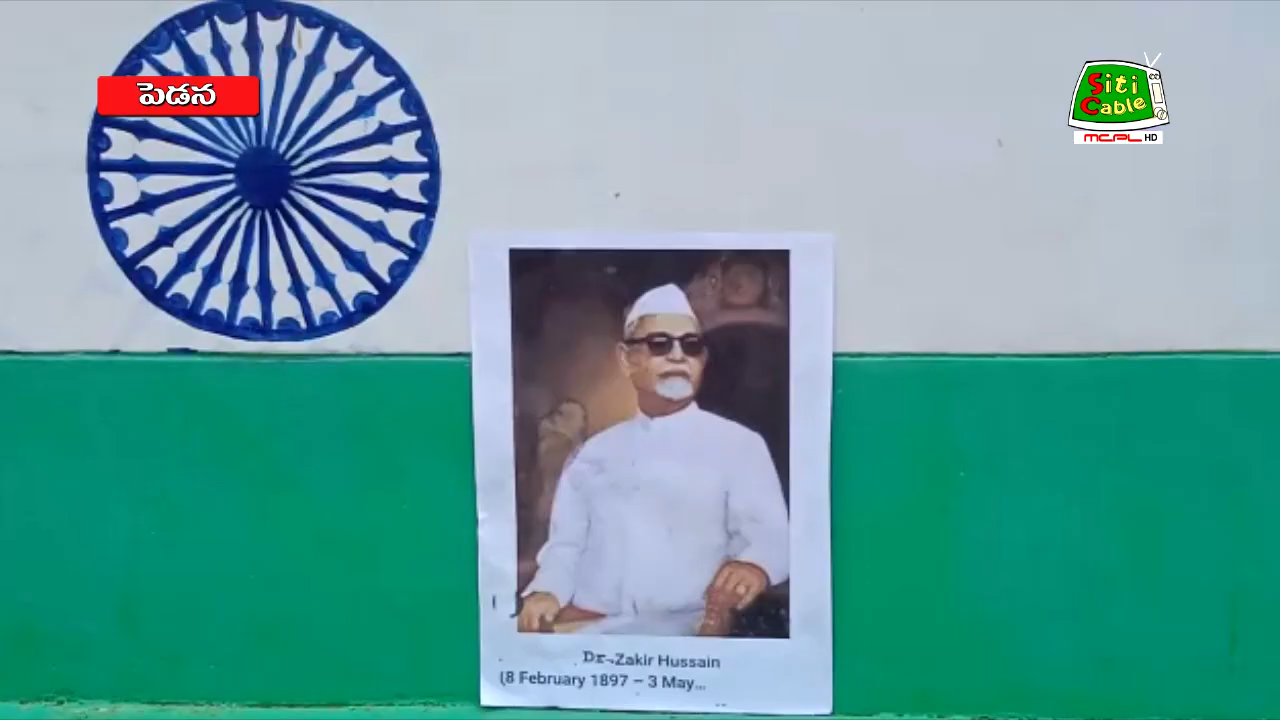 పెడన
Siti
Cable
MCPL HD
Dr. Zakir Hussain
(8 February 1897 – 3 May...